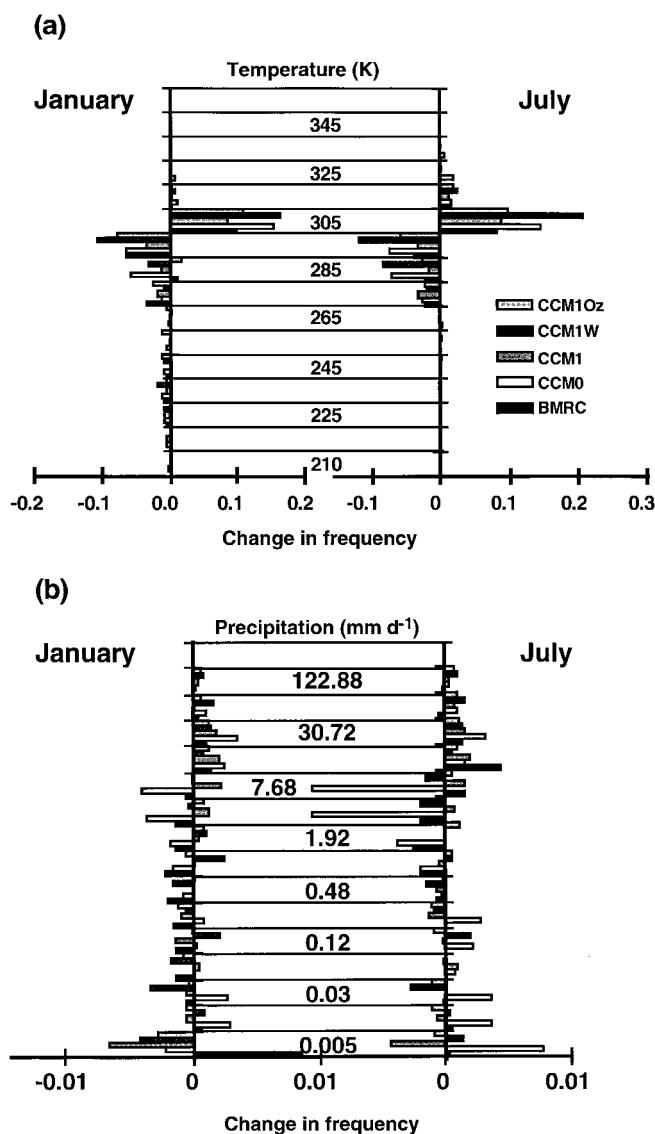 (a)
Temperature (K)
January
July
345
325
305
285
265
245
225
210
CCM1Oz
CCM1W
CCM1
CCM0
BMRC
-0.2 -0.1 0.0 0.1 0.2 -0.1 0 0.1 0.2 0.3
Change in frequency
(b)
Precipitation (mm d-1)
January
July
122.88
30.72
7.68
1.92
0.48
0.12
0.03
0.005
-0.01 0 0.01 0 0.01
Change in frequency